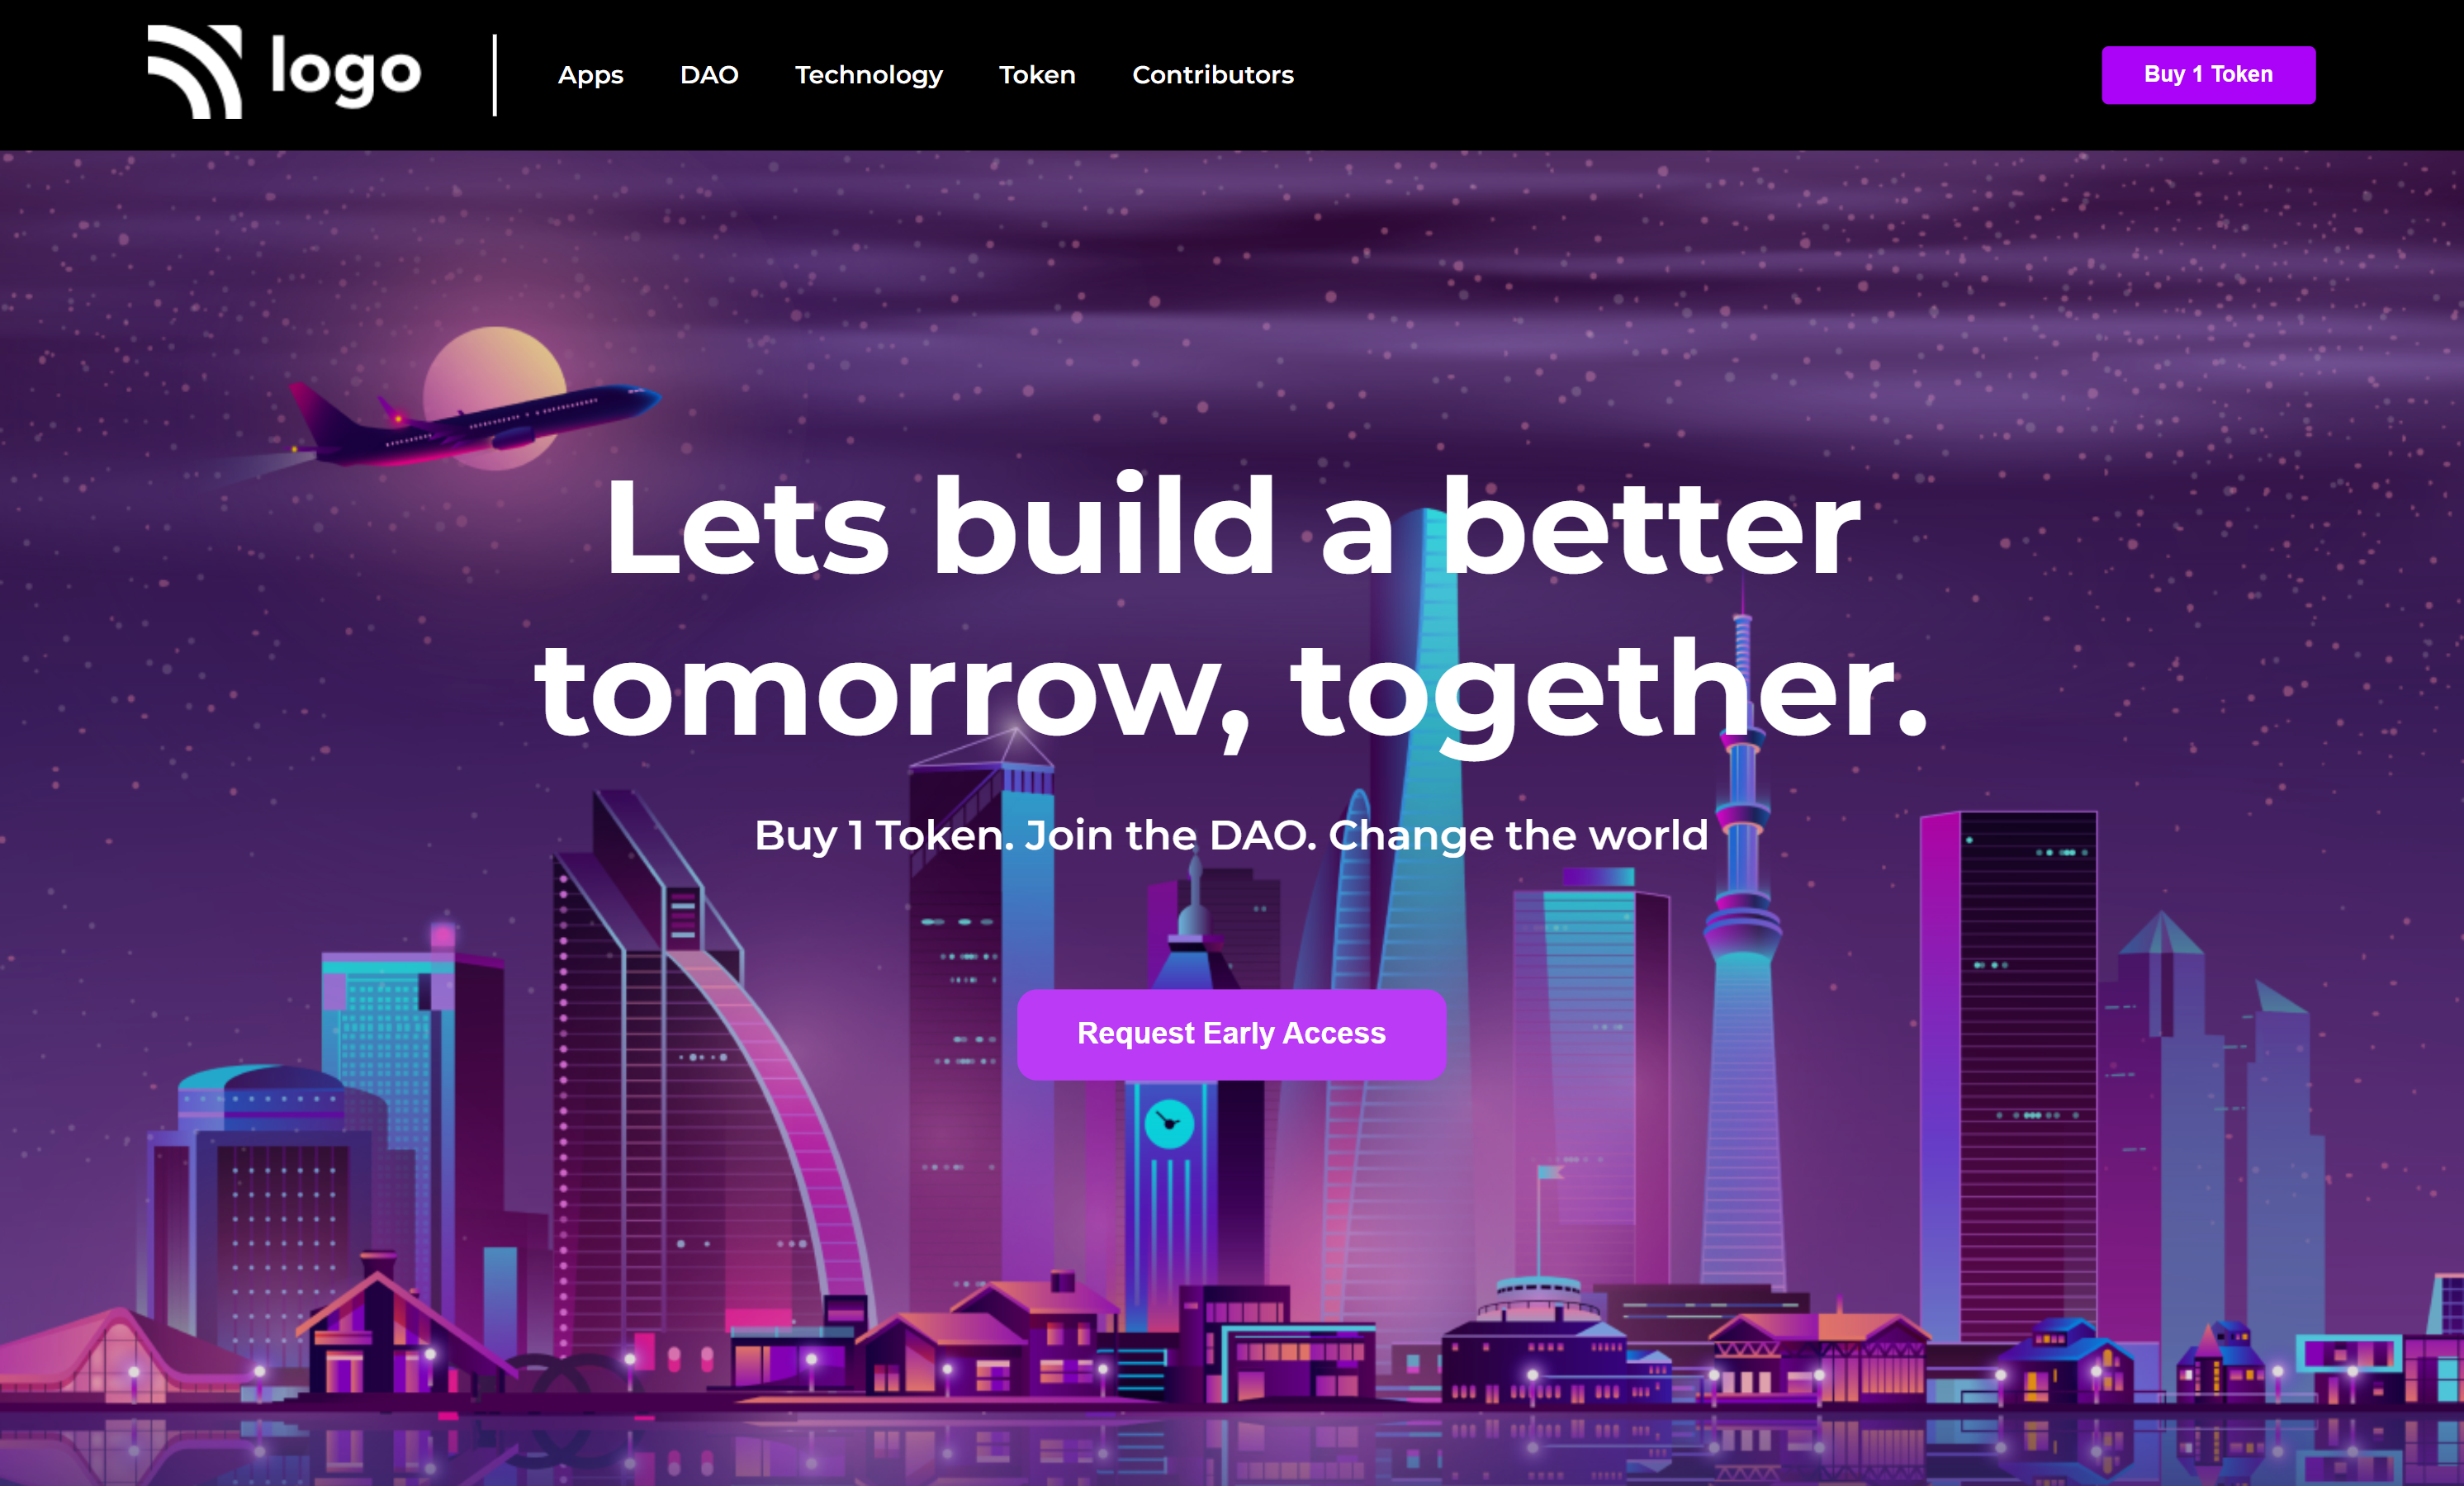 logo
Apps DAO Technology Token Contributors
Buy 1 Token
Lets build a better
tomorrow, together.
Buy 1 Token. Join the DAO. Change the world
Request Early Access